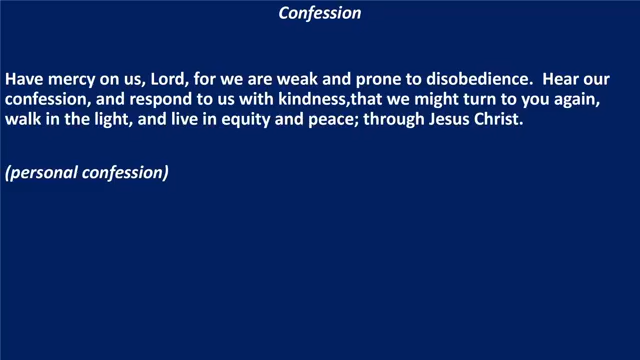 Confession
Have mercy on us, Lord, for we are weak and prone to disobedience.  Hear our
confession, and respond to us with kindness,that we might turn to you again,
walk in the light, and live in equity and peace; through Jesus Christ.
(personal confession)